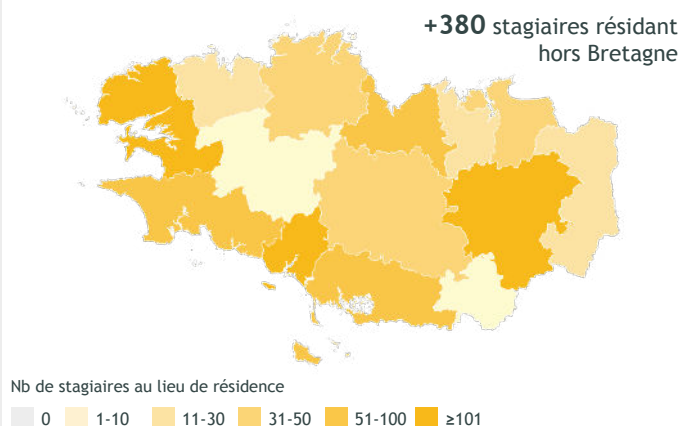 +380 stagiaires résidant
hors Bretagne
Nb de stagiaires au lieu de résidence
0 1-10 11-30 31-50 51-100 ≥101